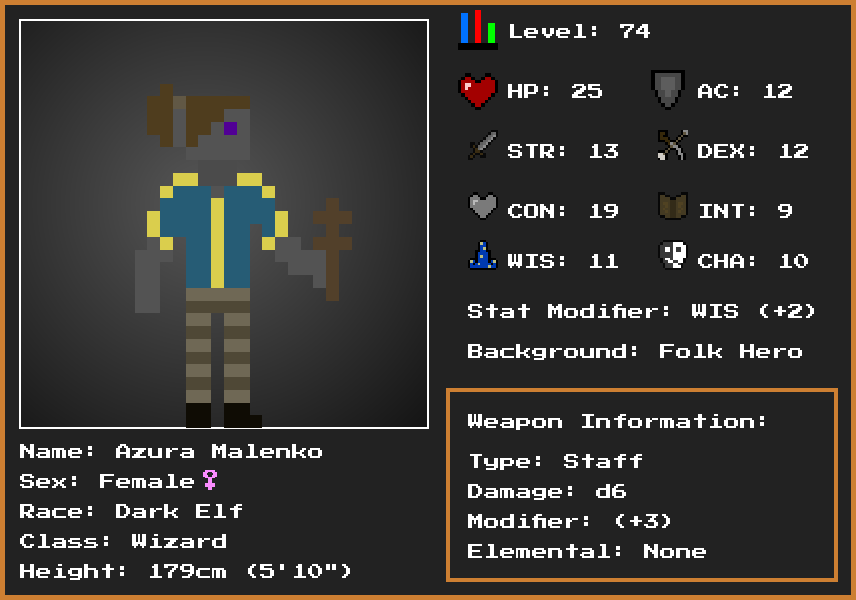 Level: 74
HP: 25
AC: 12
STR: 13
DEX: 12
CON: 19
INT: 9
WIS: 11
CHA: 10
Stat Modifier: WIS (+2)
Background: Folk Hero
Weapon Information:
Type: Staff
Damage: d6
Modifier: (+3)
Elemental: None
Name: Azura Malenko
Sex: Female♀
Race: Dark Elf
Class: Wizard
Height: 179cm (5'10")